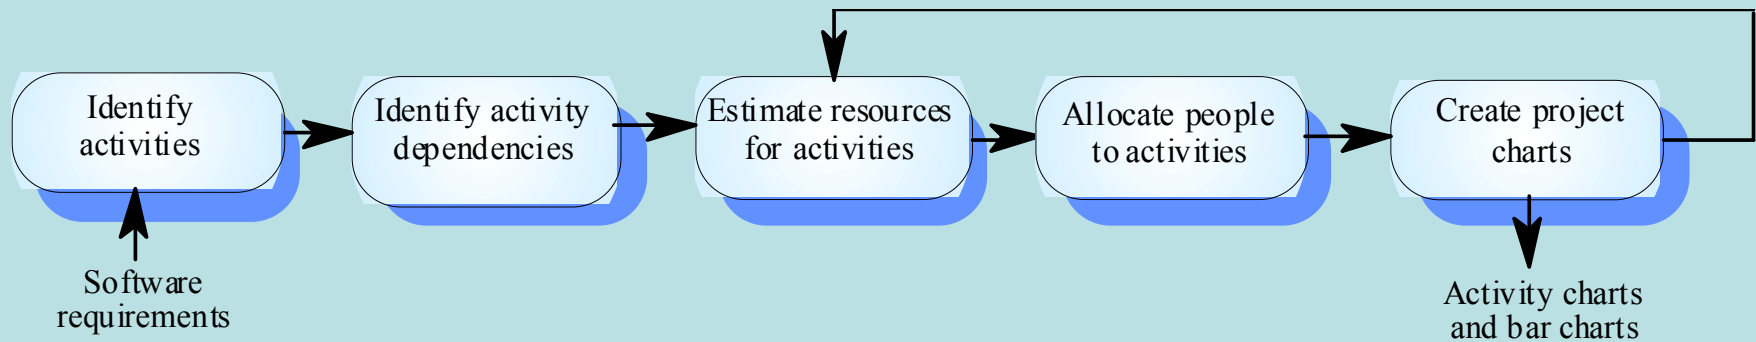 Identify
activities
Identify activity
dependencies
Estimate resources
for activities
Allocate people
to activities
Create project
charts
Software
requirements
Activity charts
and bar charts